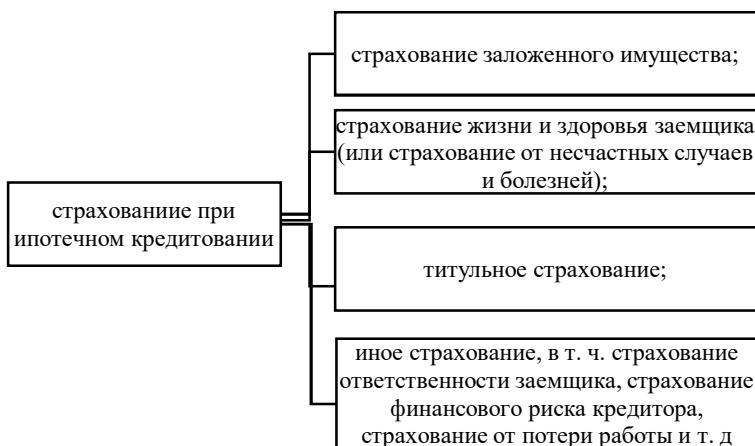 страхование заложенного имущества;
страхование жизни и здоровья заемщика
(или страхование от несчастных случаев
и болезней);
страхованиие при
ипотечном кредитовании
титульное страхование;
иное страхование, в т. ч. страхование
ответственности заемщика, страхование
финансового риска кредитора,
страхование от потери работы и т. д